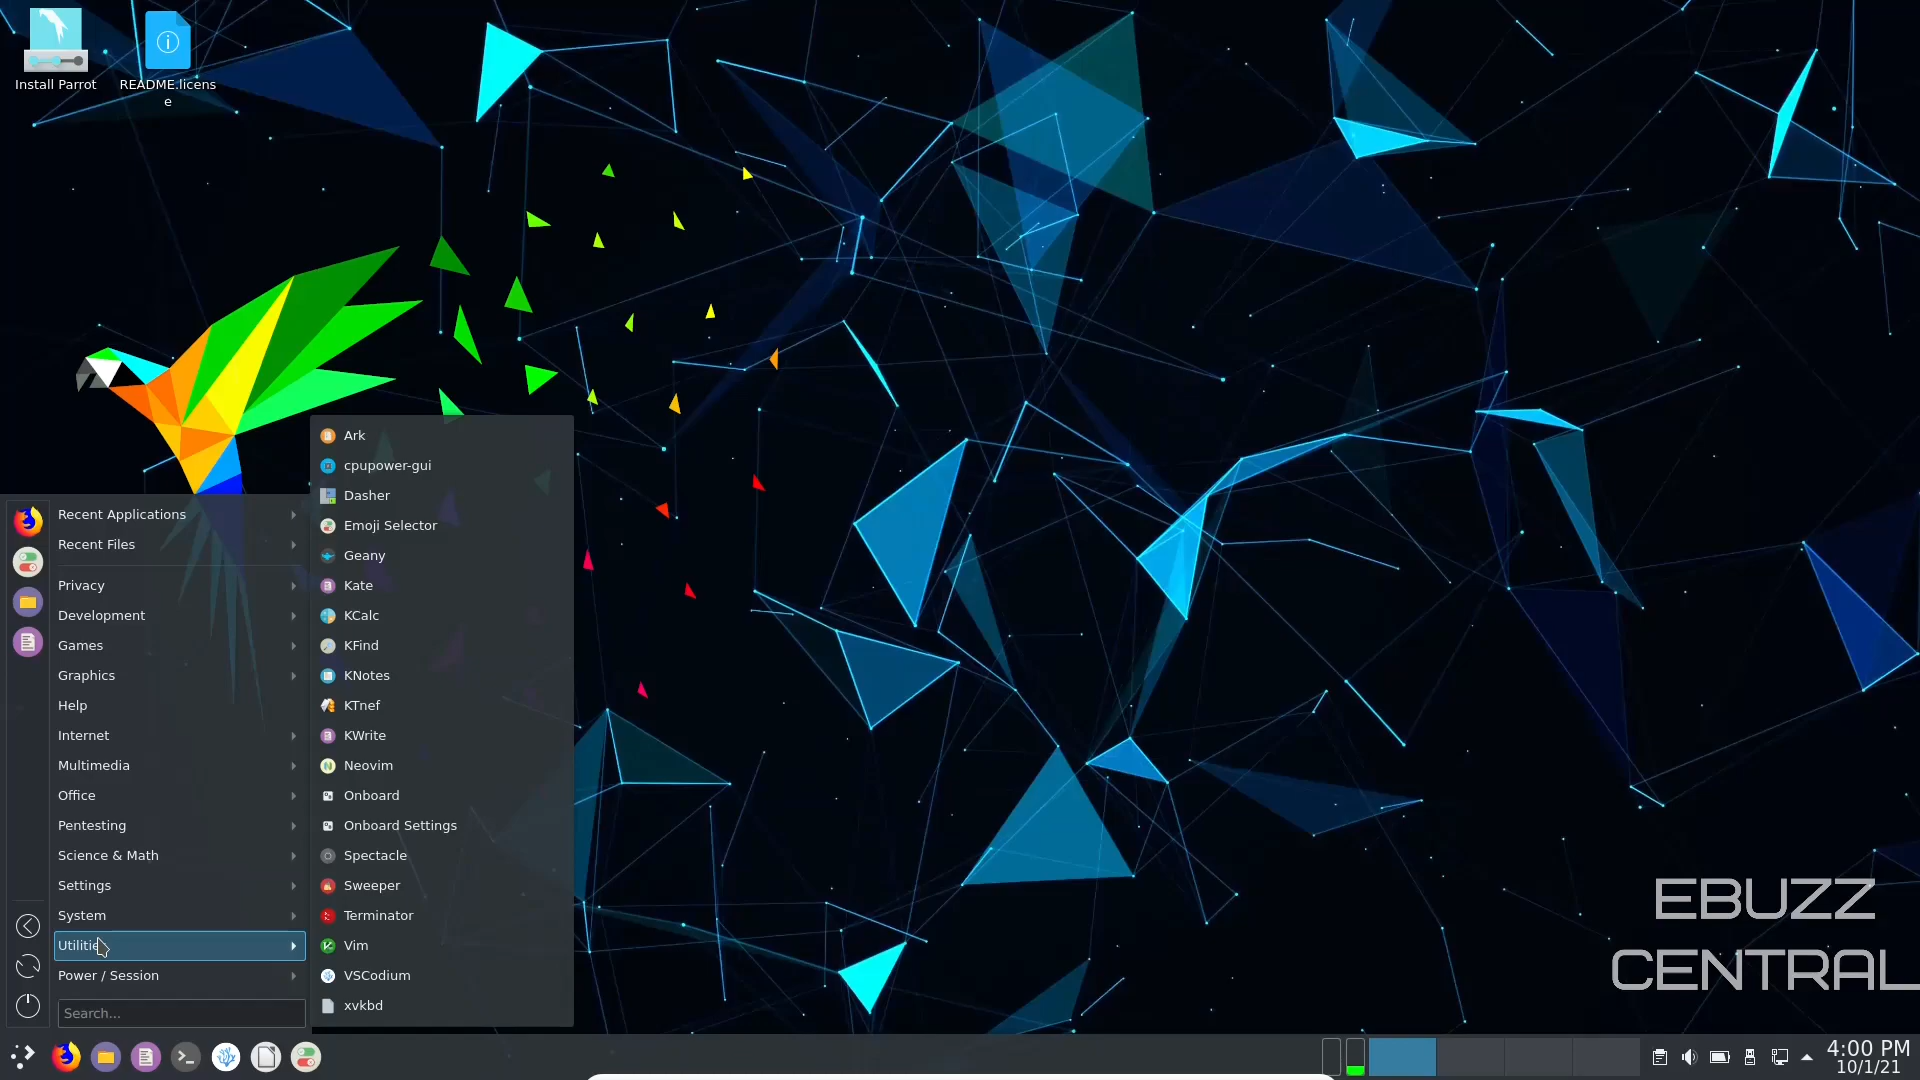 Install Parrot
README.licens
e
Recent Applications
Recent Files
Privacy
Development
Games
Graphics
Help
Internet
Multimedia
Office
Pentesting
Science & Math
Settings
System
Utilitie
Power / Session
Search...
Ark
cpupower-gui
Dasher
Emoji Selector
Geany
Kate
KCalc
KFind
KNotes
KTnef
KWrite
Neovim
Onboard
Onboard Settings
Spectacle
Sweeper
Terminator
Vim
VSCodium
xvkbd
EBUZZ
CENTRAL
4:00 PM
10/1/21